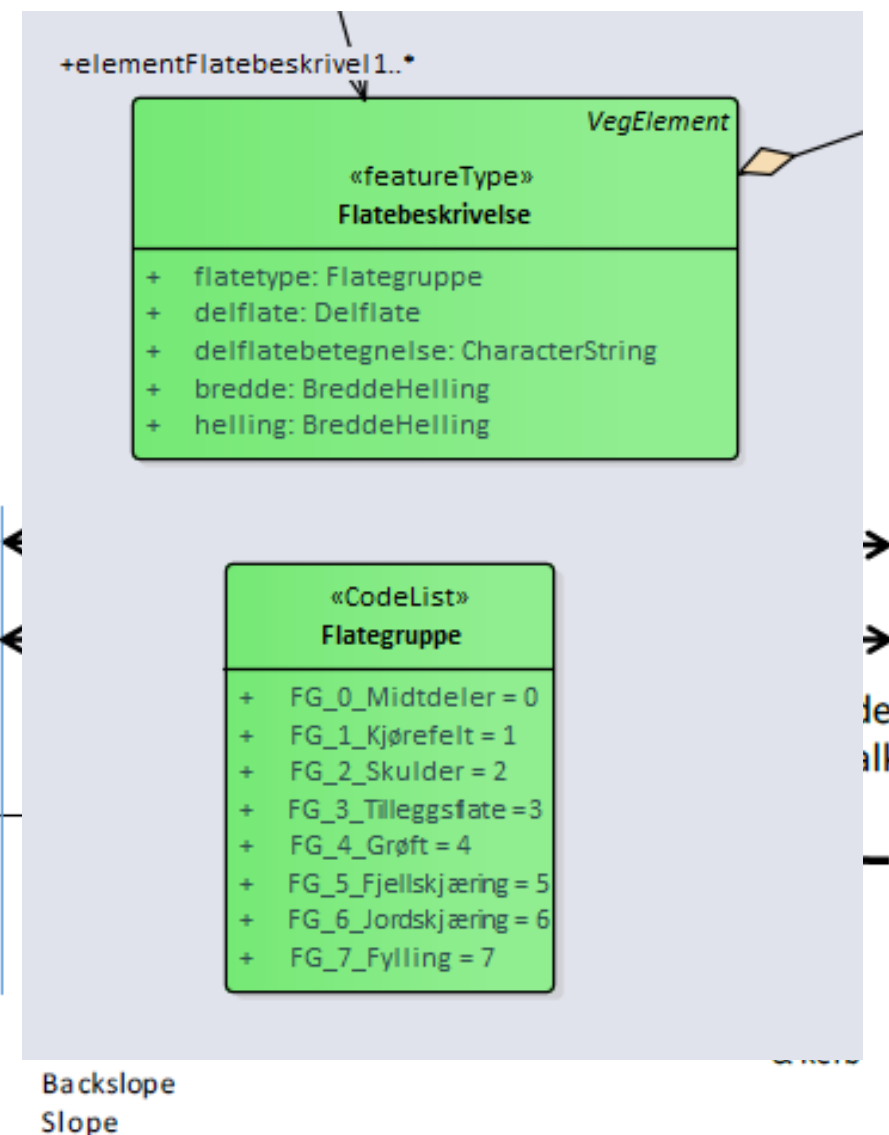 +elementFlatebeskrivel 1..*
VegElement
«featureType»
Flatebeskrivelse
+ flatetype: Flategruppe
+ delflate: Delflate
+ delflatebetegnelse: CharacterString
+ bredde: BreddeHelling
+ helling: BreddeHelling
«CodeList»
Flategruppe
+ FG_0_Midtdeler = 0
+ FG_1_Kjørefelt = 1
+ FG_2_Skulder = 2
+ FG_3_Tilleggsflate =3
+ FG_4_Grøft = 4
+ FG_5_Fjellskjæring = 5
+ FG_6_Jordskjæring = 6
+ FG_7_Fylling = 7
Backslope
Slope